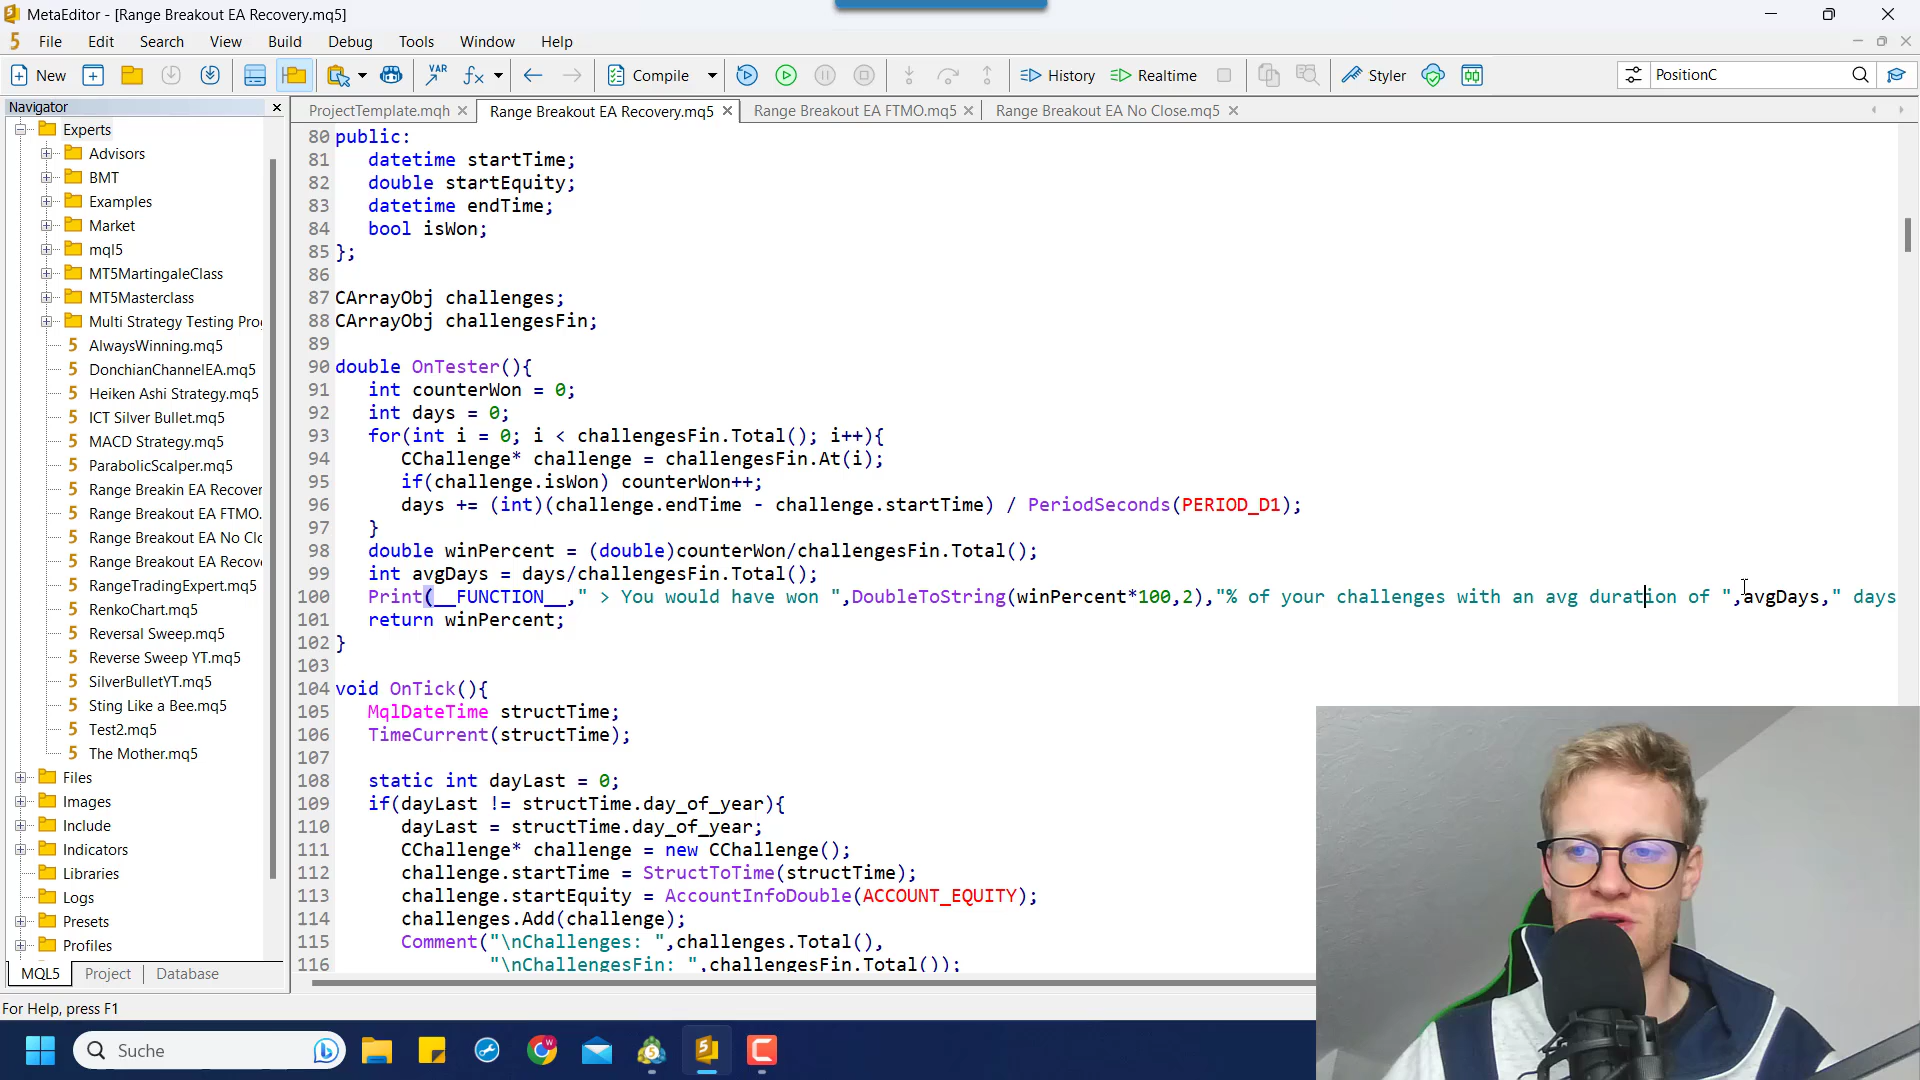 MetaEditor - [Range Breakout EA Recovery.mq5]
File Edit Search View Build Debug Tools Window Help
New Compile History Realtime Styler PositionC
Navigator
ProjectTemplate.mqh Range Breakout EA Recovery.mq5 Range Breakout EA FTMO.mq5 Range Breakout EA No Close.mq5
Experts
Advisors
BMT
Examples
Market
mql5
MT5MartingaleClass
MT5Masterclass
Multi Strategy Testing Pro
AlwaysWinning.mq5
DonchianChannelEA.mq5
Heiken Ashi Strategy.mq5
ICT Silver Bullet.mq5
MACD Strategy.mq5
ParabolicScalper.mq5
Range Breakin EA Recover
Range Breakout EA FTMO.
Range Breakout EA No Clo
Range Breakout EA Recov
RangeTradingExpert.mq5
RenkoChart.mq5
Reversal Sweep.mq5
Reverse Sweep YT.mq5
SilverBulletYT.mq5
Sting Like a Bee.mq5
Test2.mq5
The Mother.mq5
Files
Images
Include
Indicators
Libraries
Logs
Presets
Profiles
MQL5 Project Database
80 public:
81 datetime startTime;
82 double startEquity;
83 datetime endTime;
84 bool isWon;
85 };
86
87 CArrayObj challenges;
88 CArrayObj challengesFin;
89
90 double OnTester(){
91 int counterWon = 0;
92 int days = 0;
93 for(int i = 0; i < challengesFin.Total(); i++){
94 CChallenge* challenge = challengesFin.At(i);
95 if(challenge.isWon) counterWon++;
96 days += (int)(challenge.endTime - challenge.startTime) / PeriodSeconds(PERIOD_D1);
97 }
98 double winPercent = (double)counterWon/challengesFin.Total();
99 int avgDays = days/challengesFin.Total();
100 Print(__FUNCTION__," > You would have won ",DoubleToString(winPercent*100,2),"% of your challenges with an avg duration of ",avgDays," days
101 return winPercent;
102 }
103
104 void OnTick(){
105 MqlDateTime structTime;
106 TimeCurrent(structTime);
107
108 static int dayLast = 0;
109 if(dayLast != structTime.day_of_year){
110 dayLast = structTime.day_of_year;
111 CChallenge* challenge = new CChallenge();
112 challenge.startTime = StructToTime(structTime);
113 challenge.startEquity = AccountInfoDouble(ACCOUNT_EQUITY);
114 challenges.Add(challenge);
115 Comment("\nChallenges: ",challenges.Total(),
116 "\nChallengesFin: ",challengesFin.Total());
For Help, press F1
Suche